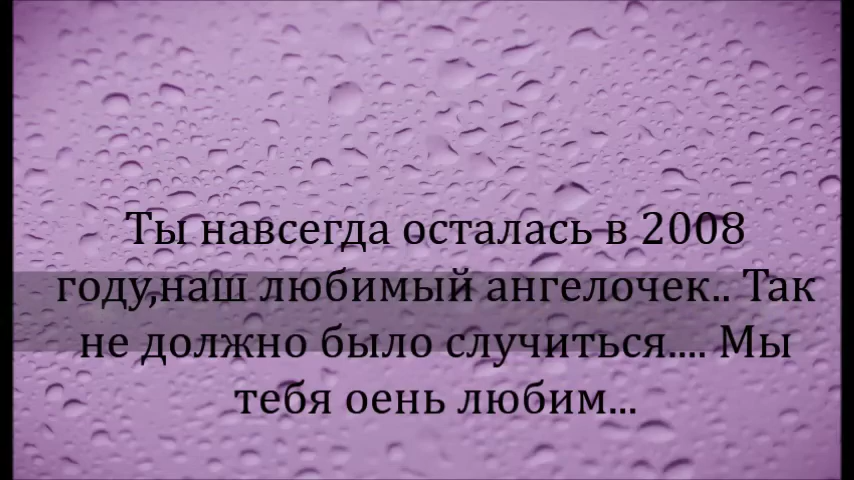 Ты навсегда осталась в 2008
году,наш любимый ангелочек.. Так
не должно было случиться.... Мы
тебя оень любим...